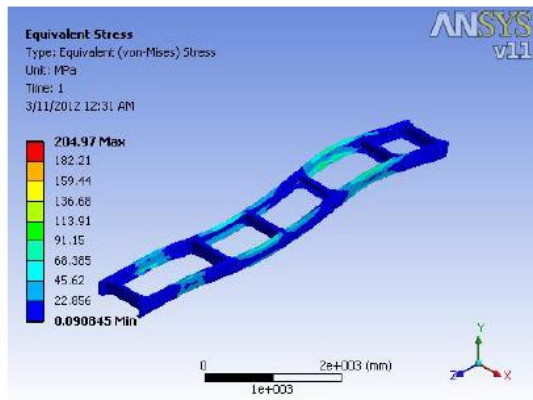 Equivalent Stress
Type: Equivalent (von-Mises) Stress
Unit: MPa
Time: 1
3/11/2012 12:31 AM
ANSYS
v11
204.97 Max
182.21
159.44
136.68
113.91
91.15
68.385
45.62
22.856
0.090845 Min
0
2e+003 (mm)
1e+003
Y
Z
X